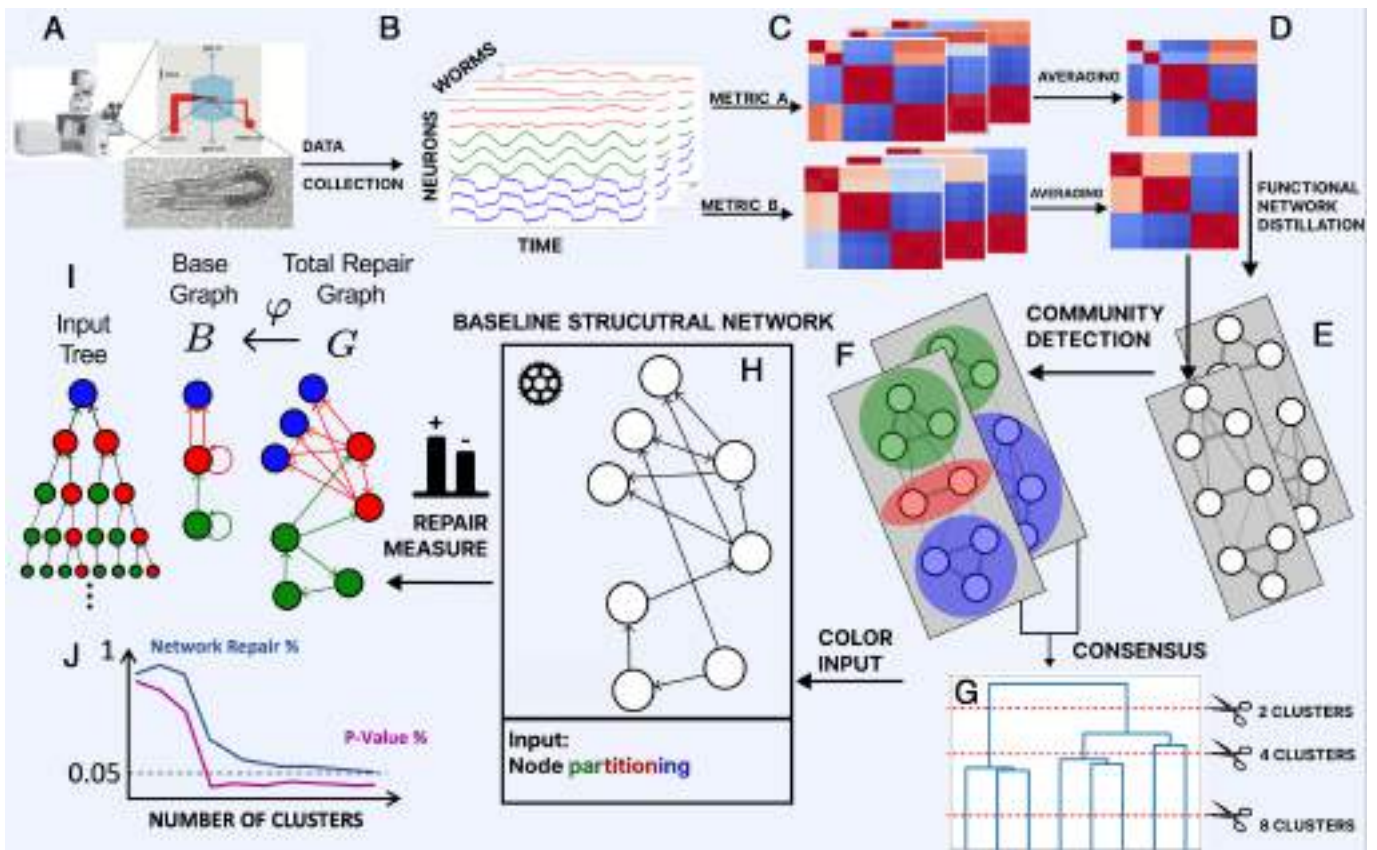 A
B
C
D
WORMS
NEURONS
TIME
DATA
COLLECTION
METRIC A
METRIC B
AVERAGING
AVERAGING
FUNCTIONAL
NETWORK
DISTILLATION
I
Input
Tree
Base
Graph
B
φ
Total Repair
Graph
G
BASELINE STRUCUTRAL NETWORK
H
F
E
COMMUNITY
DETECTION
+
-
REPAIR
MEASURE
COLOR
INPUT
CONSENSUS
Input:
Node partitioning
G
2 CLUSTERS
4 CLUSTERS
8 CLUSTERS
J
1
Network Repair %
P-Value %
0.05
NUMBER OF CLUSTERS